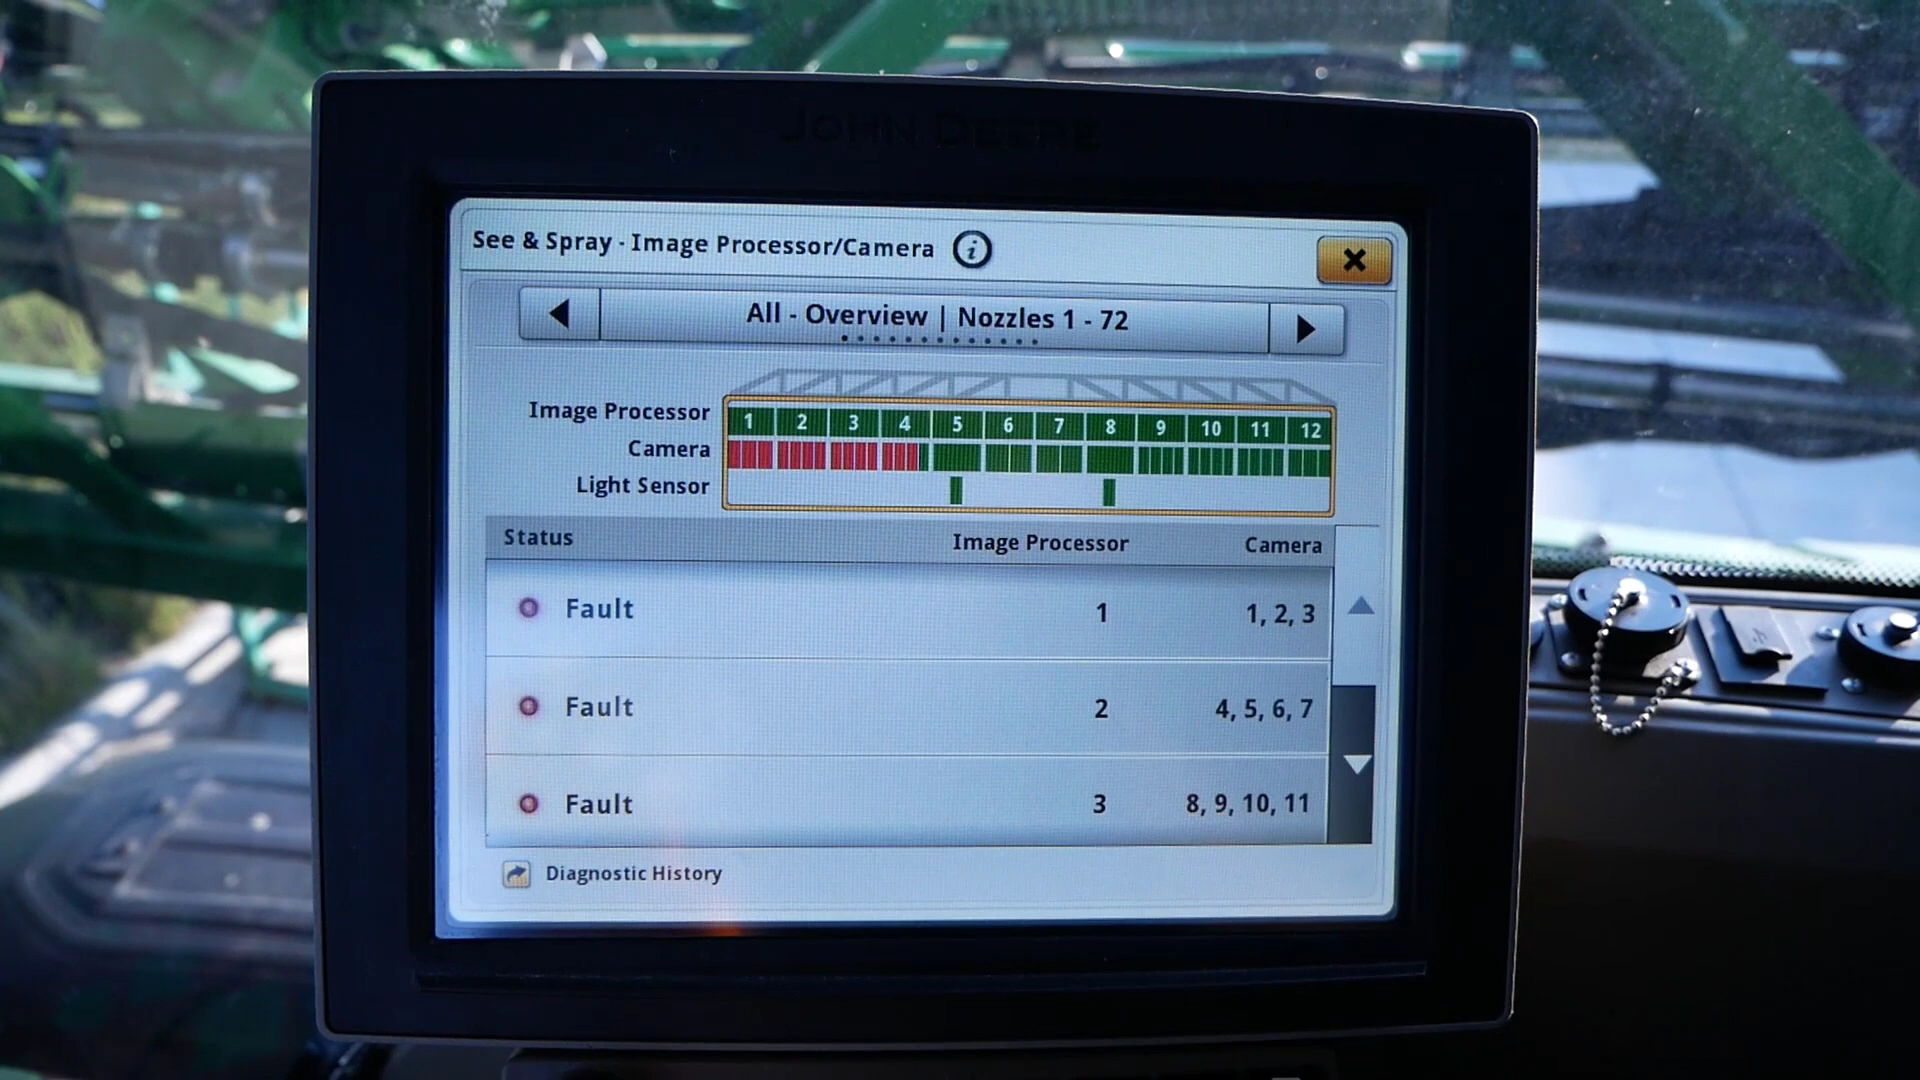 JOHN DEERE
See & Spray - Image Processor/Camera i
All - Overview | Nozzles 1 - 72
Image Processor 1 2 3 4 5 6 7 8 9 10 11 12
Camera
Light Sensor
Status Image Processor Camera
Fault 1 1, 2, 3
Fault 2 4, 5, 6, 7
Fault 3 8, 9, 10, 11
Diagnostic History